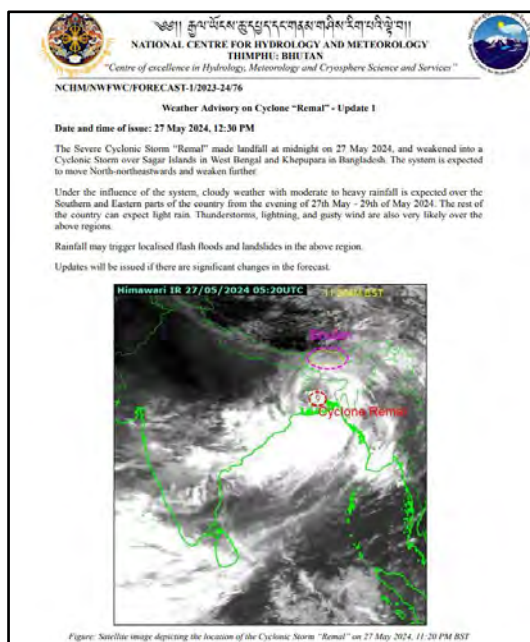 ༄༅།། རྒྱལ་ཡོངས་ཆུ་དཔྱད་དང་གནམ་གཤིས་རིག་པའི་ལྟེ་བ།།
NATIONAL CENTRE FOR HYDROLOGY AND METEOROLOGY
THIMPHU: BHUTAN
"Centre of excellence in Hydrology, Meteorology and Cryosphere Science and Services"
NCHM/NWFWC/FORECAST-1/2023-24/76
Weather Advisory on Cyclone "Remal" - Update 1
Date and time of issue: 27 May 2024, 12:30 PM
The Severe Cyclonic Storm "Remal" made landfall at midnight on 27 May 2024, and weakened into a
Cyclonic Storm over Sagar Islands in West Bengal and Khepupara in Bangladesh. The system is expected
to move North-northeastwards and weaken further.
Under the influence of the system, cloudy weather with moderate to heavy rainfall is expected over the
Southern and Eastern parts of the country from the evening of 27th May - 29th of May 2024. The rest of
the country can expect light rain. Thunderstorms, lightning, and gusty wind are also very likely over the
above regions.
Rainfall may trigger localised flash floods and landslides in the above region.
Updates will be issued if there are significant changes in the forecast.
Himawari IR 27/05/2024 05:20UTC
11:20AM BST
Bhutan
Cyclone Remal
Figure: Satellite image depicting the location of the Cyclonic Storm "Remal" on 27 May 2024, 11:20 PM BST